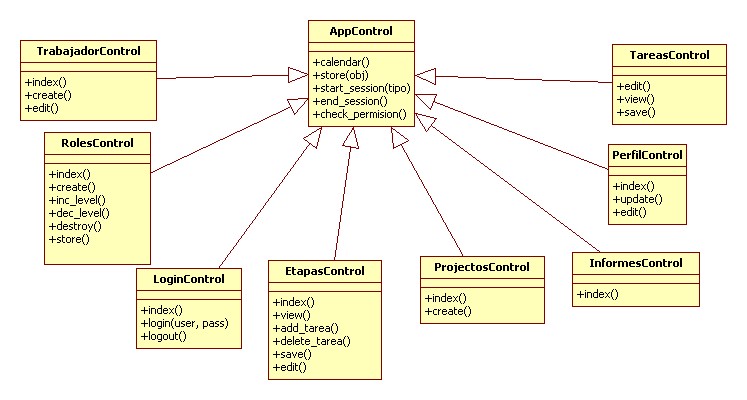 AppControl
+calendar()
+store(obj)
+start_session(tipo)
+end_session()
+check_permision()
TrabajadorControl
+index()
+create()
+edit()
TareasControl
+edit()
+view()
+save()
RolesControl
+index()
+create()
+inc_level()
+dec_level()
+destroy()
+store()
PerfilControl
+index()
+update()
+edit()
LoginControl
+index()
+login(user, pass)
+logout()
EtapasControl
+index()
+view()
+add_tarea()
+delete_tarea()
+save()
+edit()
ProjectosControl
+index()
+create()
InformesControl
+index()